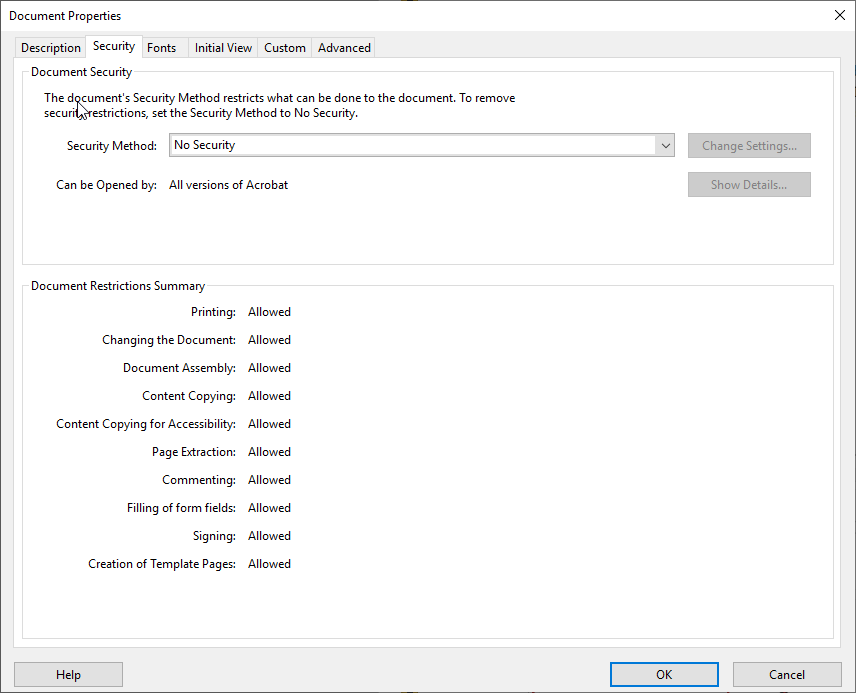 Document Properties
Description Security Fonts Initial View Custom Advanced
Document Security
The document's Security Method restricts what can be done to the document. To remove
security restrictions, set the Security Method to No Security.
Security Method: No Security Change Settings...
Can be Opened by: All versions of Acrobat Show Details...
Document Restrictions Summary
Printing: Allowed
Changing the Document: Allowed
Document Assembly: Allowed
Content Copying: Allowed
Content Copying for Accessibility: Allowed
Page Extraction: Allowed
Commenting: Allowed
Filling of form fields: Allowed
Signing: Allowed
Creation of Template Pages: Allowed
Help OK Cancel